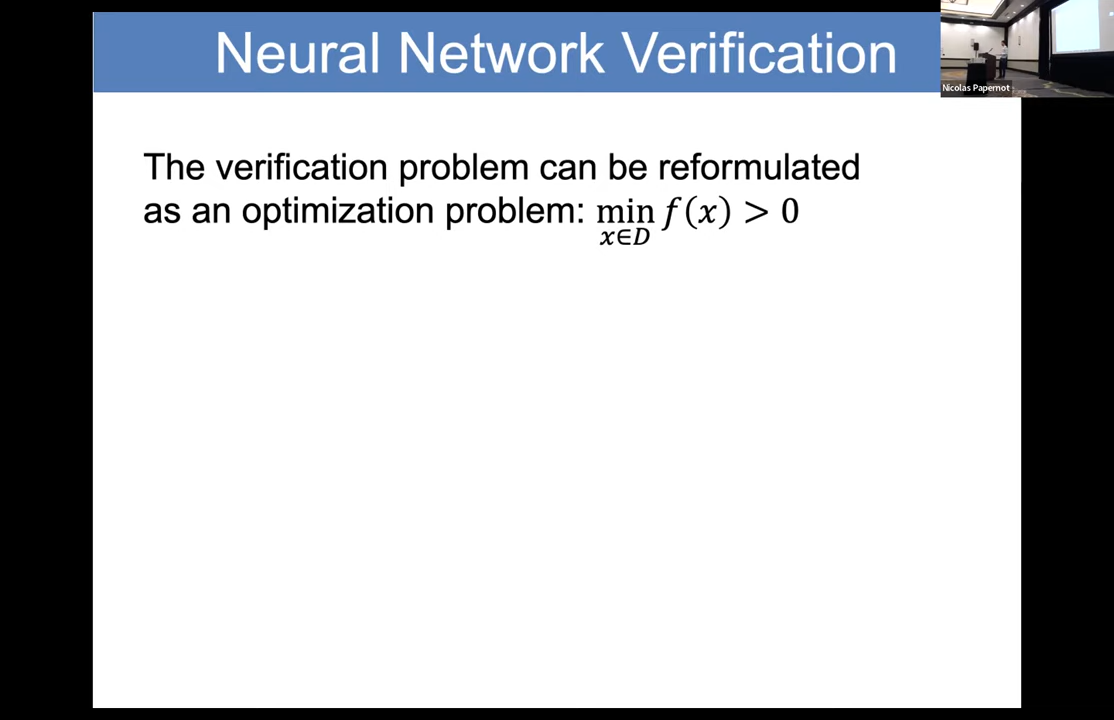 Neural Network Verification
Nicolas Papernot
The verification problem can be reformulated
as an optimization problem: min f(x) > 0
x∈D